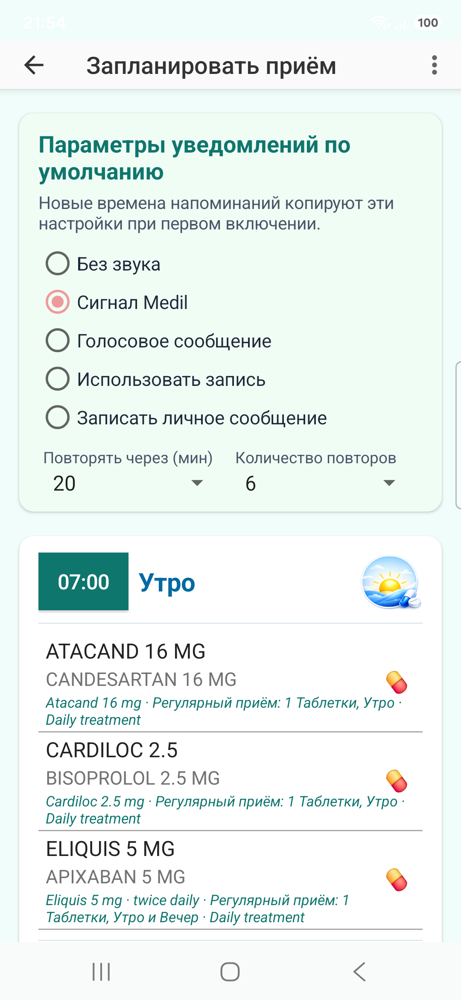 21:54
100
Запланировать приём
Параметры уведомлений по
умолчанию
Новые времена напоминаний копируют эти
настройки при первом включении.
Без звука
Сигнал Medil
Голосовое сообщение
Использовать запись
Записать личное сообщение
Повторять через (мин) Количество повторов
20 6
07:00 Утро
ATACAND 16 MG
CANDESARTAN 16 MG
Atacand 16 mg · Регулярный приём: 1 Таблетки, Утро ·
Daily treatment
CARDILOC 2.5
BISOPROLOL 2.5 MG
Cardiloc 2.5 mg · Регулярный приём: 1 Таблетки, Утро ·
Daily treatment
ELIQUIS 5 MG
APIXABAN 5 MG
Eliquis 5 mg · twice daily · Регулярный приём: 1
Таблетки, Утро и Вечер · Daily treatment